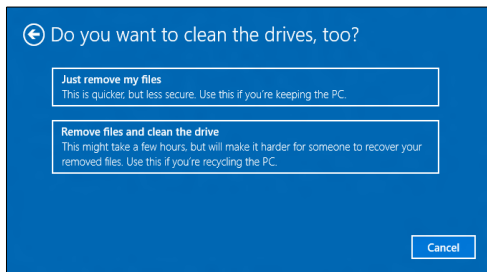 Do you want to clean the drives, too?
Just remove my files
This is quicker, but less secure. Use this if you're keeping the PC.
Remove files and clean the drive
This might take a few hours, but will make it harder for someone to recover your
removed files. Use this if you're recycling the PC.
Cancel